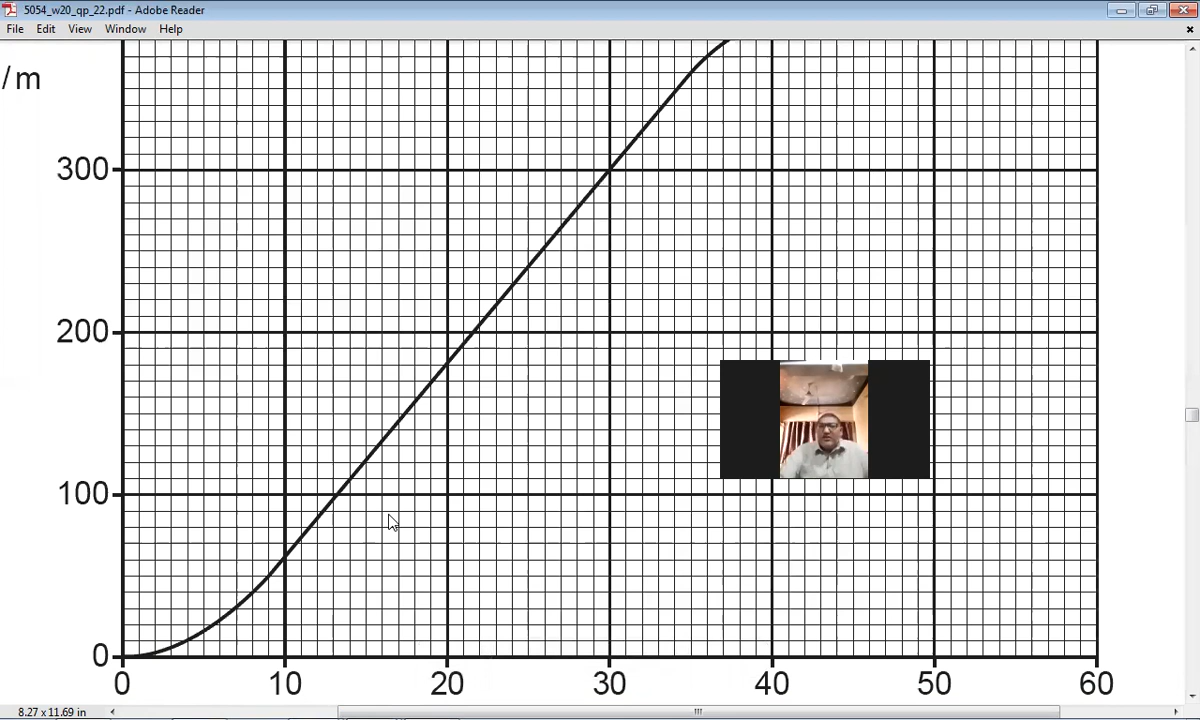 5054_w20_qp_22.pdf - Adobe Reader
File Edit View Window Help
/ m
300
200
100
0
0 10 20 30 40 50 60
8.27 x 11.69 in